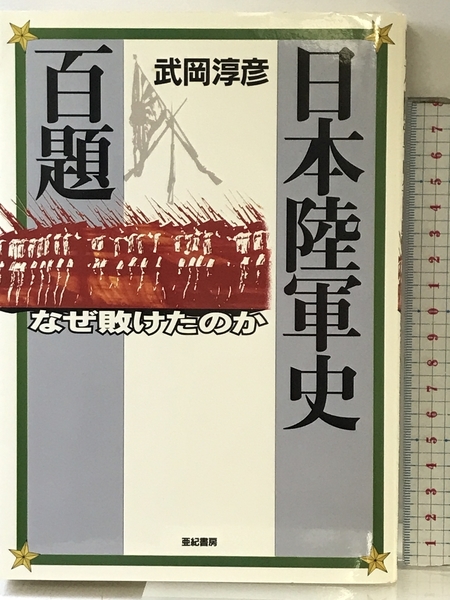 日本陸軍史
百題
武岡淳彦
なぜ敗けたのか
亜紀書房